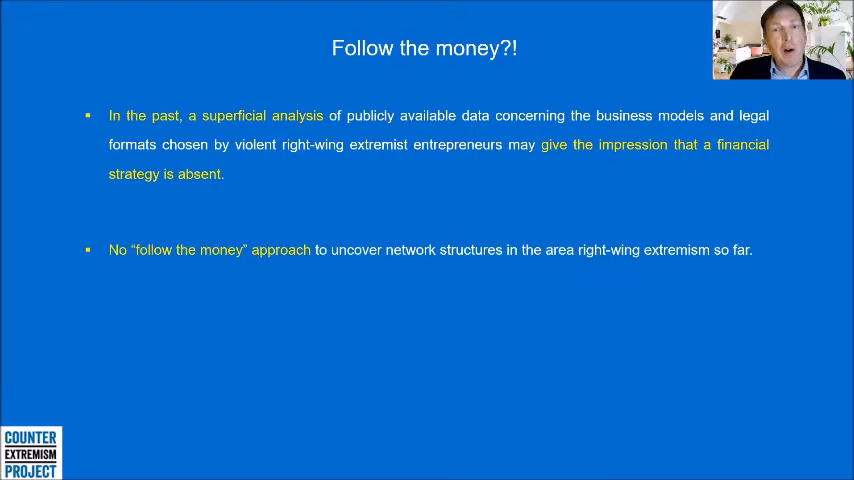 Follow the money?!
In the past, a superficial analysis of publicly available data concerning the business models and legal
formats chosen by violent right-wing extremist entrepreneurs may give the impression that a financial
strategy is absent.
No “follow the money” approach to uncover network structures in the area right-wing extremism so far.
COUNTER
EXTREMISM
PROJECT